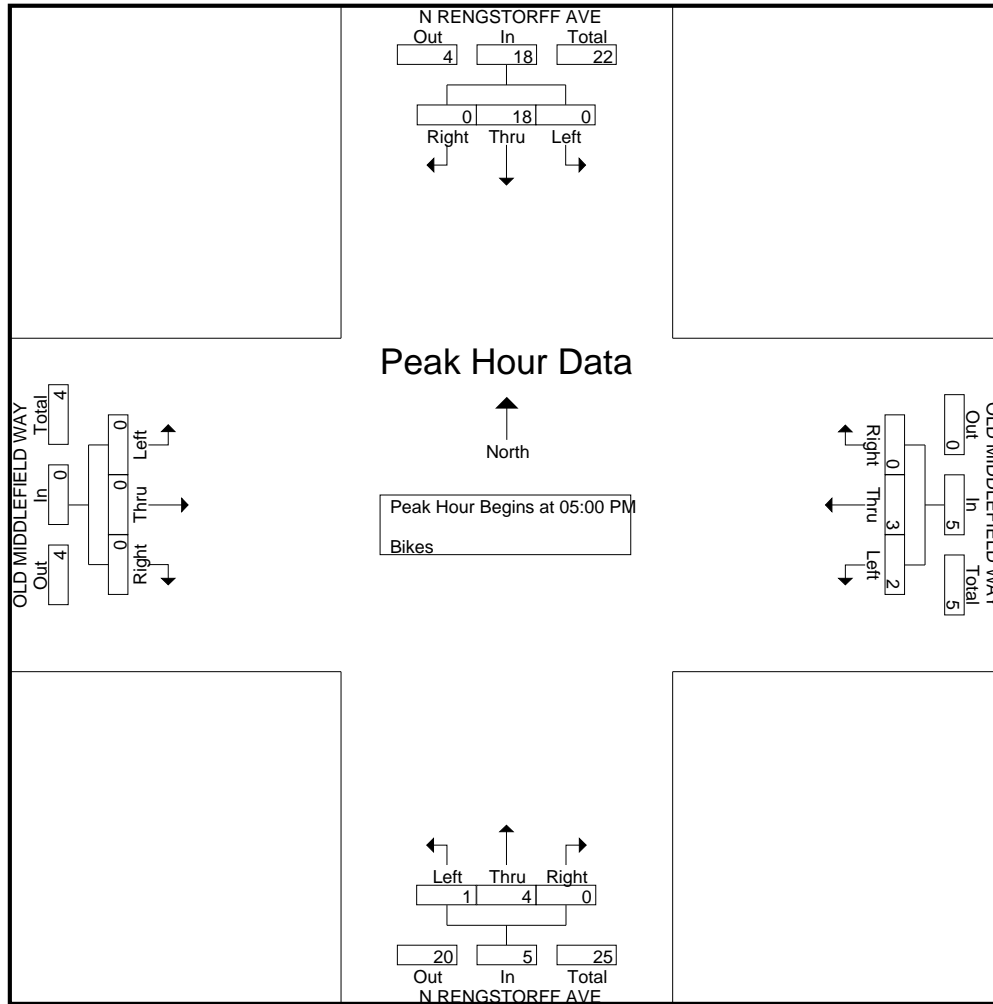 N RENGSTORFF AVE
Out In Total
4 18 22
0 18 0
Right Thru Left
Peak Hour Data
North
Peak Hour Begins at 05:00 PM
Bikes
OLD MIDDLEFIELD WAY
Out In Total
4 0 4
Left Thru Right
0 0 0
OLD MIDDLEFIELD WAY
Out In Total
0 5 5
Right Thru Left
0 3 2
Left Thru Right
1 4 0
20 5 25
Out In Total
N RENGSTORFF AVE